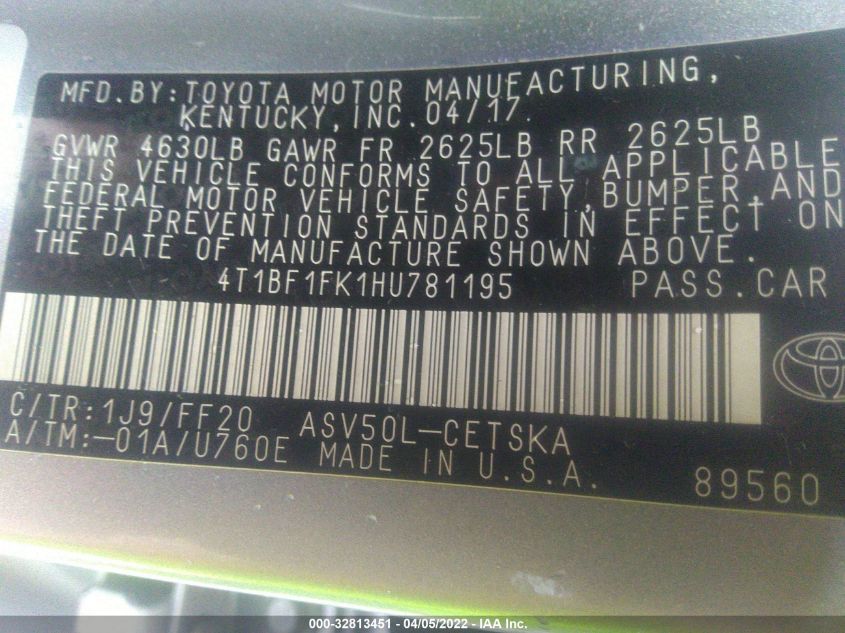 MFD.BY:TOYOTA MOTOR MANUFACTURING,
KENTUCKY,INC.04/17.
GVWR 4630LB GAWR FR 2625LB RR 2625LB
THIS VEHICLE CONFORMS TO ALL APPLICABLE
FEDERAL MOTOR VEHICLE SAFETY,BUMPER,AND
THEFT PREVENTION STANDARDS IN EFFECT ON
THE DATE OF MANUFACTURE SHOWN ABOVE.
4T1BF1FK1HU781195 PASS.CAR
C/TR:1J9/FF20 ASV50L-CETSKA
A/TM:-01A/U760E MADE IN U.S.A. 89560
000-32813451 - 04/05/2022 - IAA Inc.